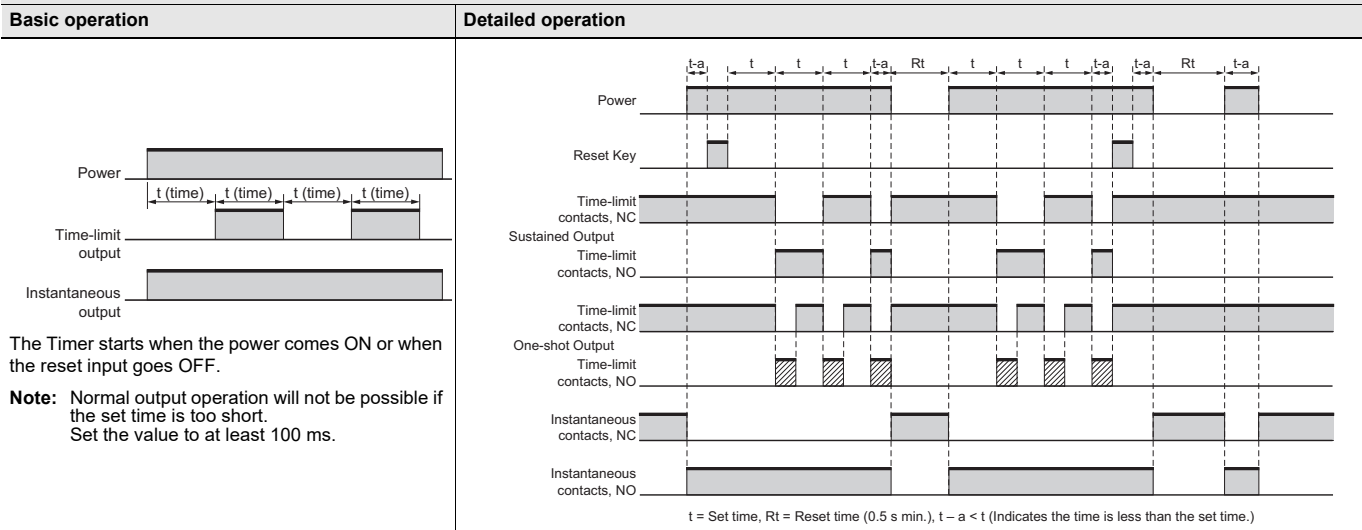 Basic operation
Detailed operation
Power
t (time) t (time) t (time) t (time)
Time-limit
output
Instantaneous
output
The Timer starts when the power comes ON or when
the reset input goes OFF.
Note: Normal output operation will not be possible if
the set time is too short.
Set the value to at least 100 ms.
t-a t t t t-a Rt t t t t-a t-a Rt t-a
Power
Reset Key
Time-limit
contacts, NC
Sustained Output
Time-limit
contacts, NO
Time-limit
contacts, NC
One-shot Output
Time-limit
contacts, NO
Instantaneous
contacts, NC
Instantaneous
contacts, NO
t = Set time, Rt = Reset time (0.5 s min.), t – a < t (Indicates the time is less than the set time.)